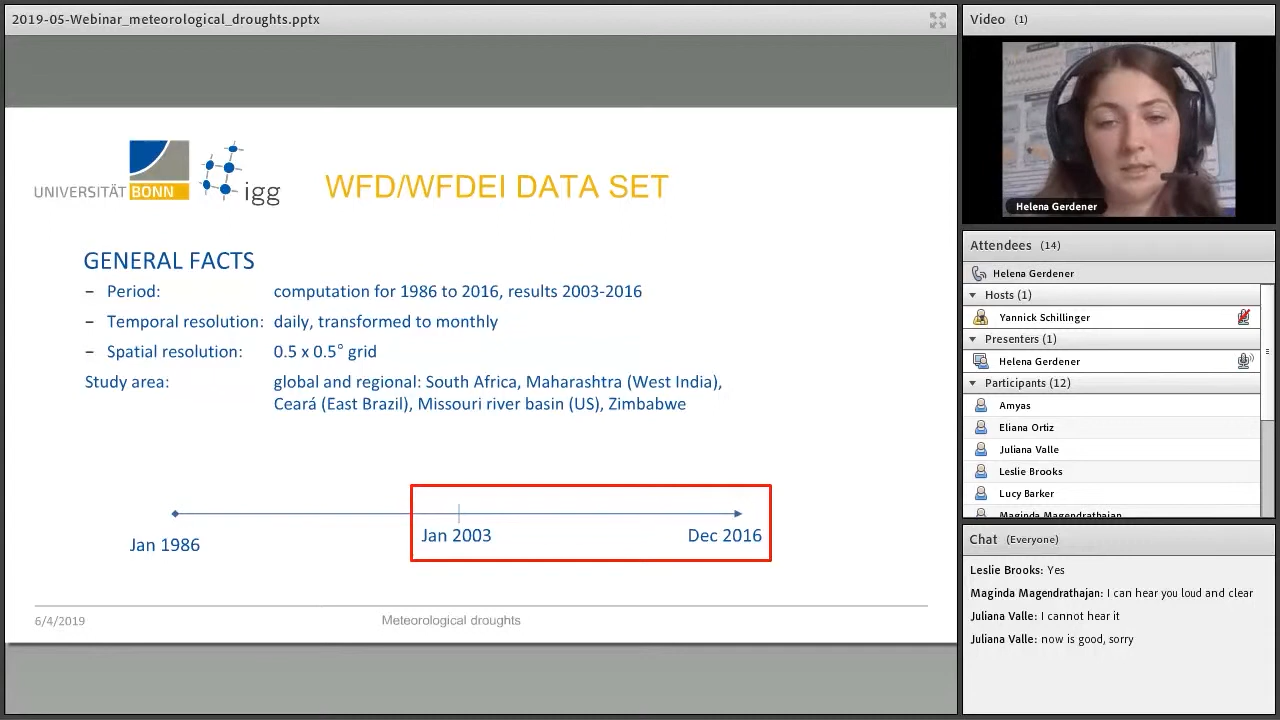 2019-05-Webinar_meteorological_droughts.pptx
UNIVERSITÄT BONN
igg
WFD/WFDEI DATA SET
GENERAL FACTS
– Period: computation for 1986 to 2016, results 2003-2016
– Temporal resolution: daily, transformed to monthly
– Spatial resolution: 0.5 x 0.5° grid
Study area: global and regional: South Africa, Maharashtra (West India),
Ceará (East Brazil), Missouri river basin (US), Zimbabwe
Jan 1986
Jan 2003
Dec 2016
6/4/2019
Meteorological droughts
Video (1)
Helena Gerdener
Attendees (14)
Helena Gerdener
Hosts (1)
Yannick Schillinger
Presenters (1)
Helena Gerdener
Participants (12)
Amyas
Eliana Ortiz
Juliana Valle
Leslie Brooks
Lucy Barker
Maginda Magendrathajan
Chat (Everyone)
Leslie Brooks: Yes
Maginda Magendrathajan: I can hear you loud and clear
Juliana Valle: I cannot hear it
Juliana Valle: now is good, sorry